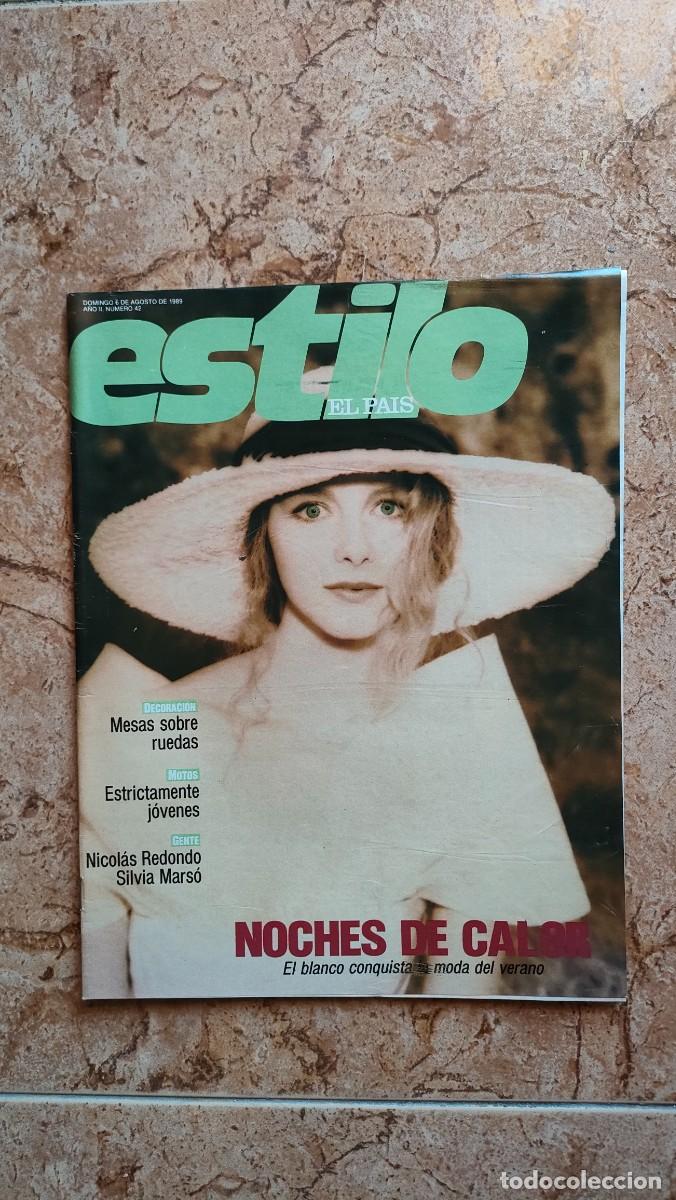 DOMINGO 6 DE AGOSTO DE 1989
AÑO II. NUMERO 42
estilo
EL PAIS
DECORACIÓN
Mesas sobre
ruedas
MOTOS
Estrictamente
jóvenes
GENTE
Nicolás Redondo
Silvia Marsó
NOCHES DE CALOR
El blanco conquista la moda del verano
todocoleccion